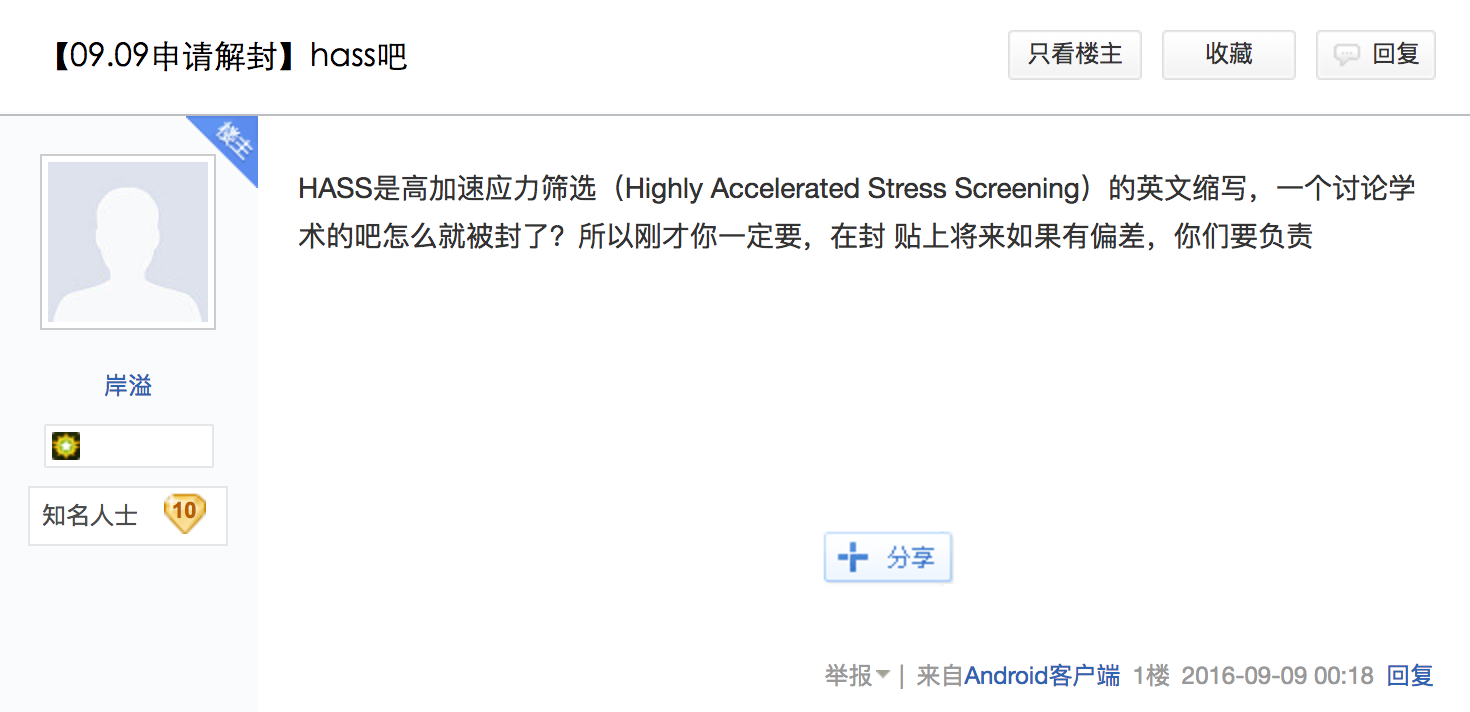 【09.09申请解封】hass吧
只看楼主
收藏
回复
楼主
HASS是高加速应力筛选（Highly Accelerated Stress Screening）的英文缩写，一个讨论学
术的吧怎么就被封了？所以刚才你一定要，在封 贴上将来如果有偏差，你们要负责
岸溢
知名人士 10
分享
举报 | 来自Android客户端 1楼 2016-09-09 00:18 回复